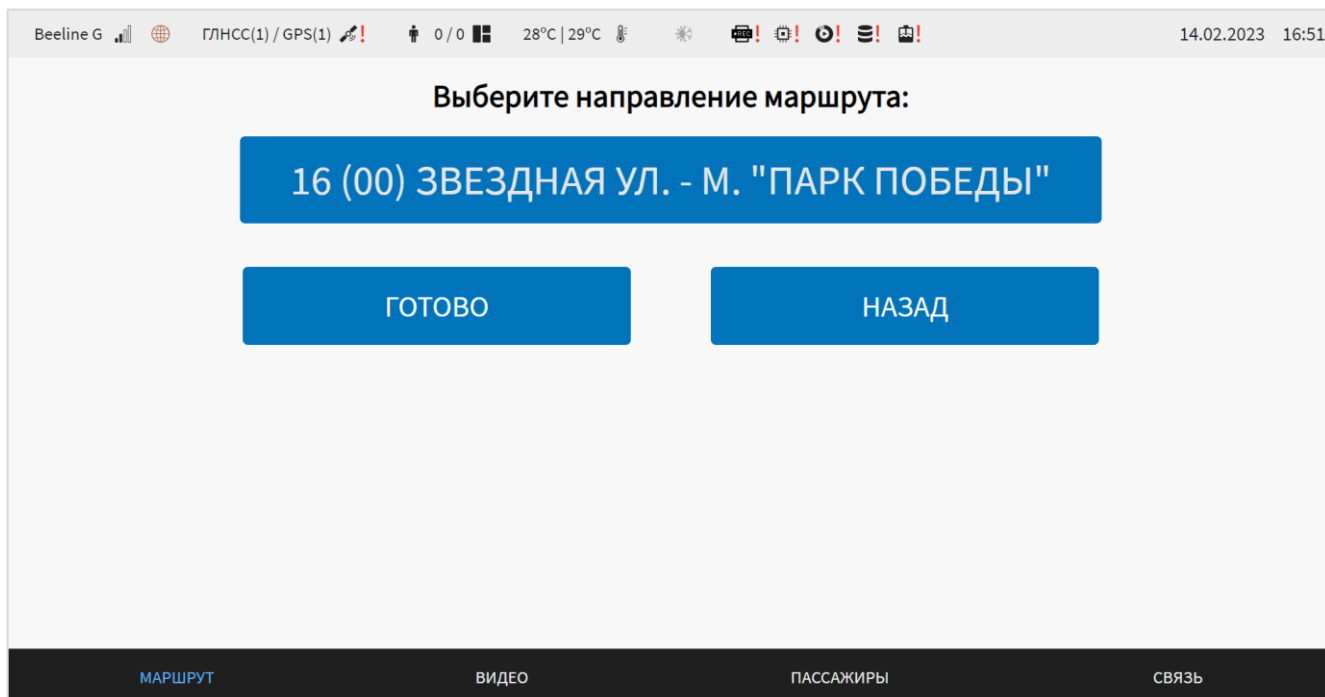 Beeline G ГЛНСС(1) / GPS(1) ! 0 / 0 28°C | 29°C REC ! ! ! ! ! 14.02.2023 16:51
Выберите направление маршрута:
16 (00) ЗВЕЗДНАЯ УЛ. - М. "ПАРК ПОБЕДЫ"
ГОТОВО НАЗАД
МАРШРУТ ВИДЕО ПАССАЖИРЫ СВЯЗЬ